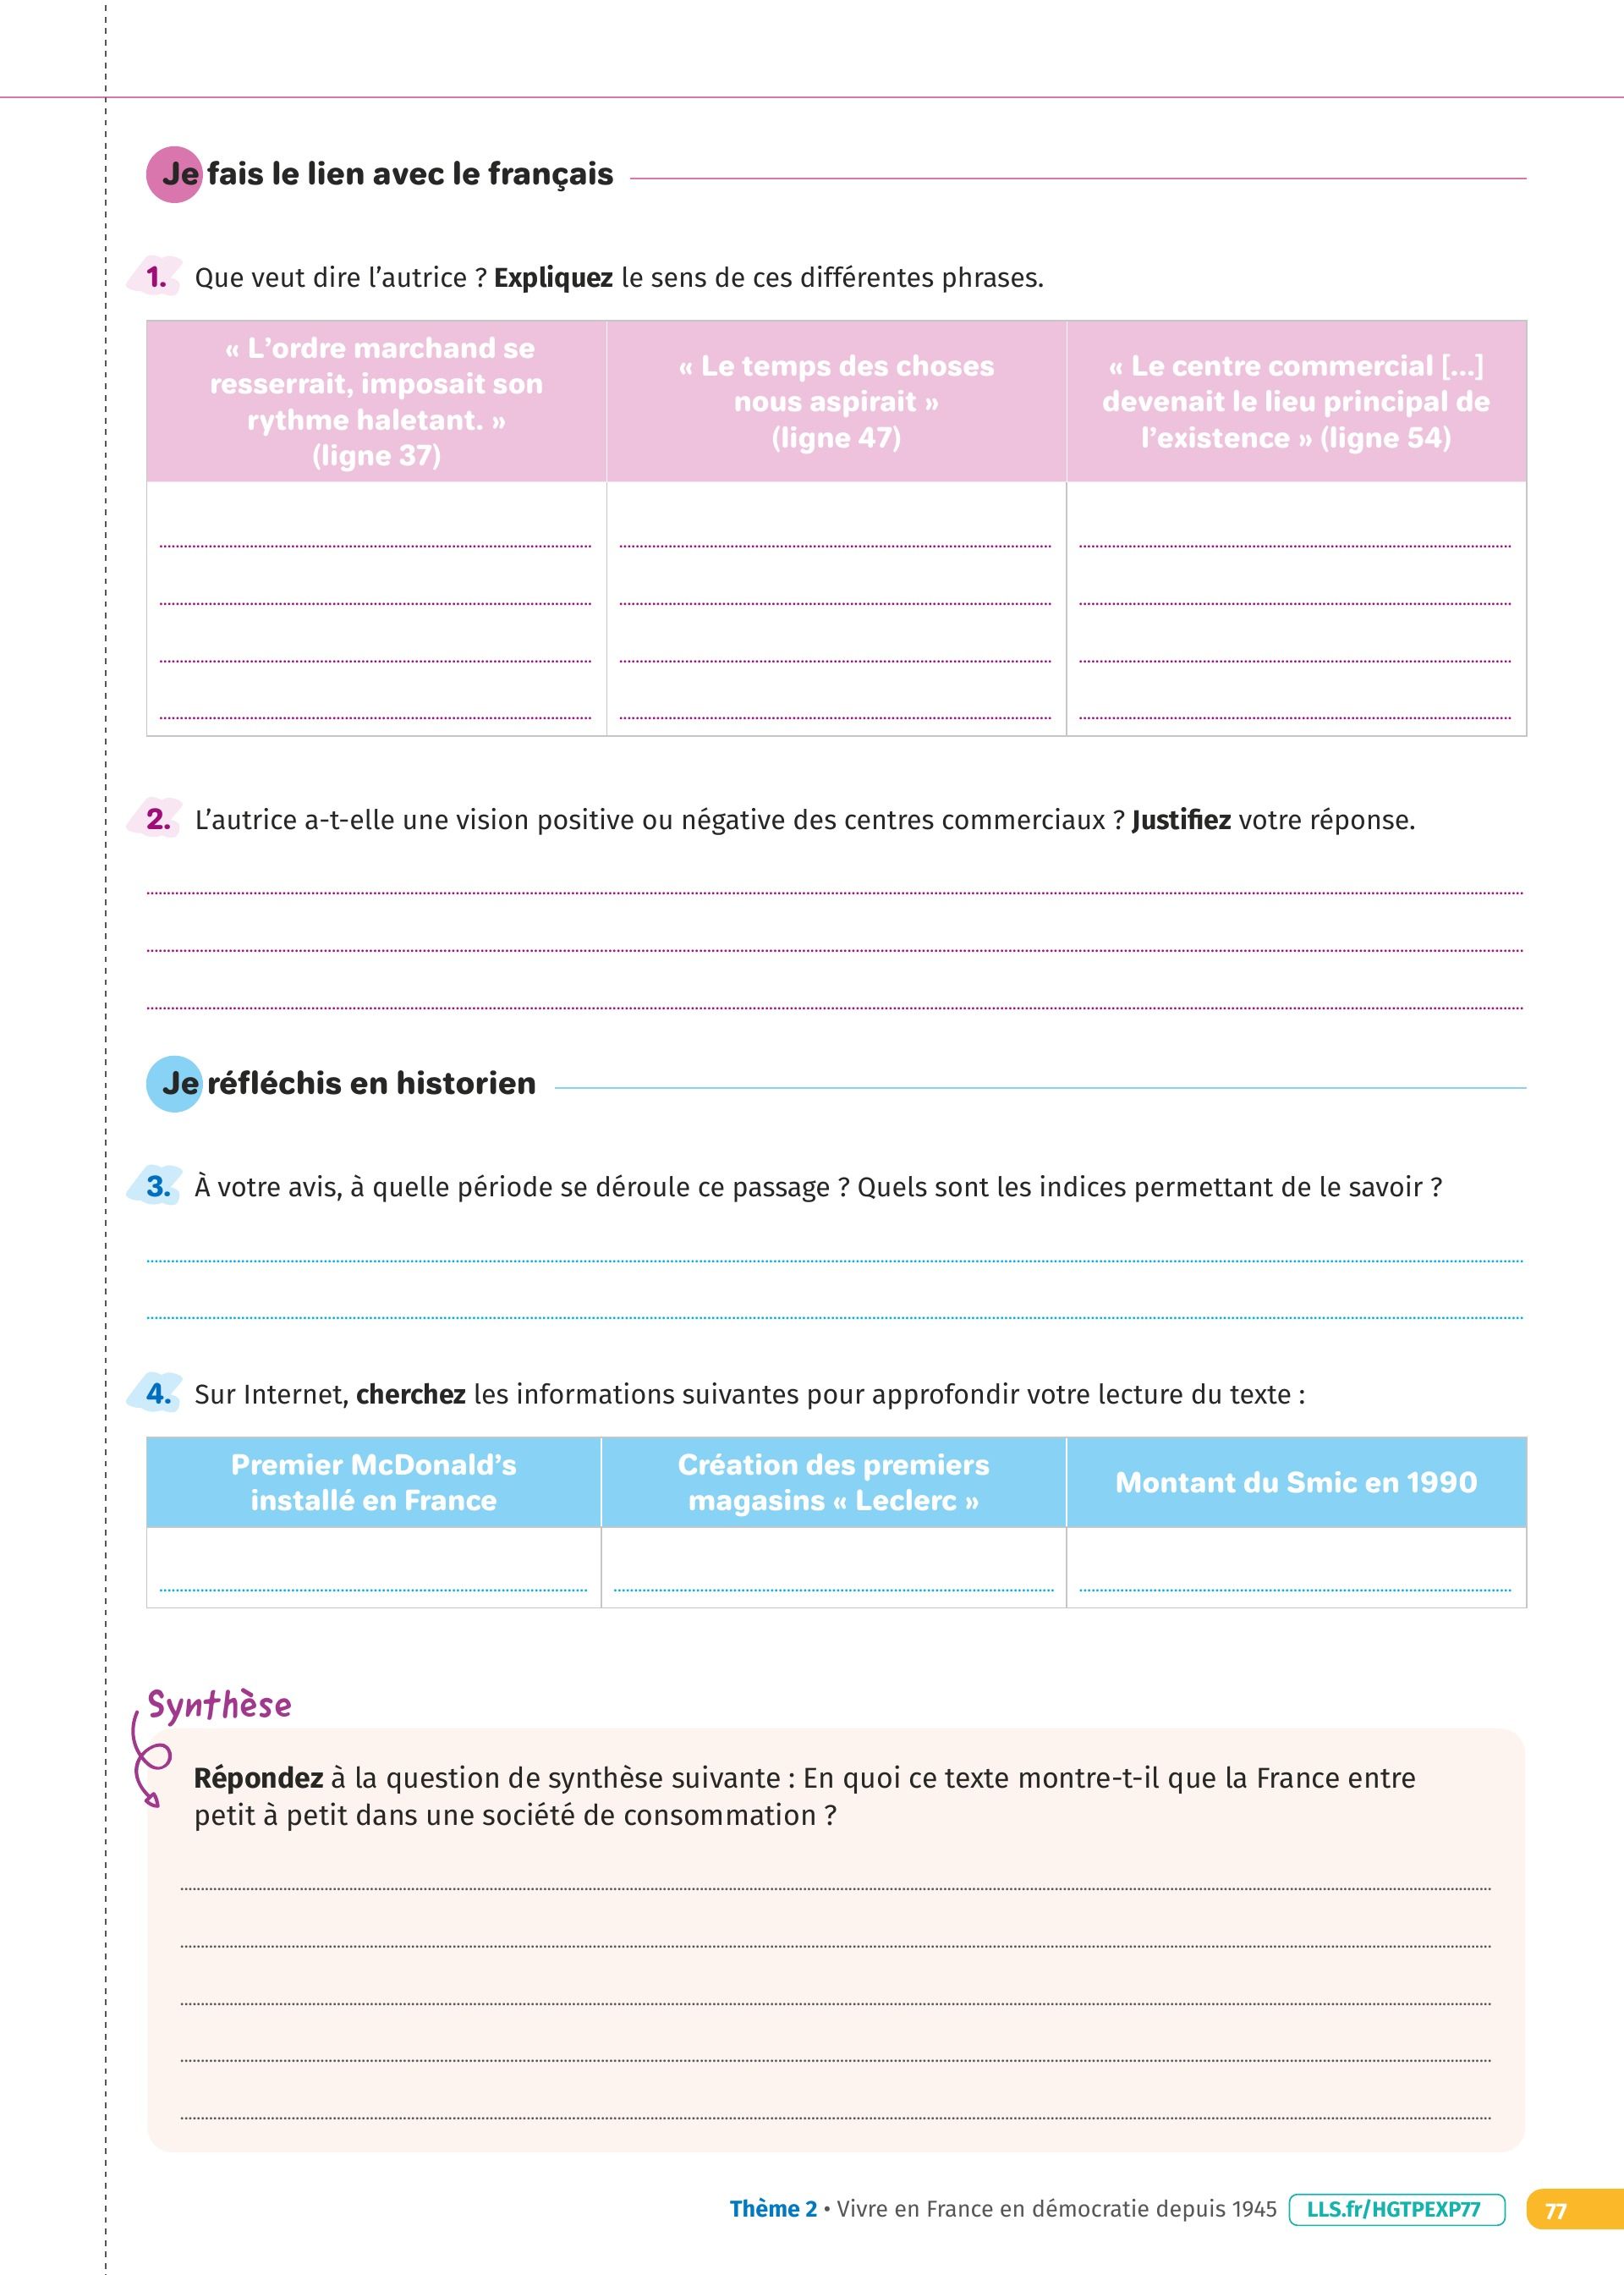 Je fais le lien avec le français
1. Que veut dire l’autrice ? Expliquez le sens de ces différentes phrases.
« L’ordre marchand se
resserrait, imposait son
rythme haletant. »
(ligne 37)
« Le temps des choses
nous aspirait »
(ligne 47)
« Le centre commercial [...]
devenait le lieu principal de
l’existence » (ligne 54)
2. L’autrice a-t-elle une vision positive ou négative des centres commerciaux ? Justifiez votre réponse.
Je réfléchis en historien
3. À votre avis, à quelle période se déroule ce passage ? Quels sont les indices permettant de le savoir ?
4. Sur Internet, cherchez les informations suivantes pour approfondir votre lecture du texte :
Premier McDonald’s
installé en France
Création des premiers
magasins « Leclerc »
Montant du Smic en 1990
Synthèse
Répondez à la question de synthèse suivante : En quoi ce texte montre-t-il que la France entre
petit à petit dans une société de consommation ?
Thème 2 • Vivre en France en démocratie depuis 1945 LLS.fr/HGTPEXP77 77